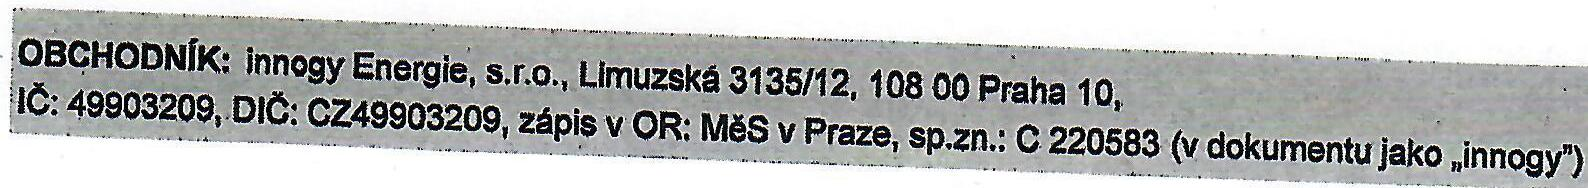 OBCHODNÍK: innogy Energie, s.r.o., Limuzská 3135/12, 108 00 Praha 10,
IČ: 49903209, DIČ: CZ49903209, zápis v OR: MěS v Praze, sp.zn.: C 220583 (v dokumentu jako „innogy")